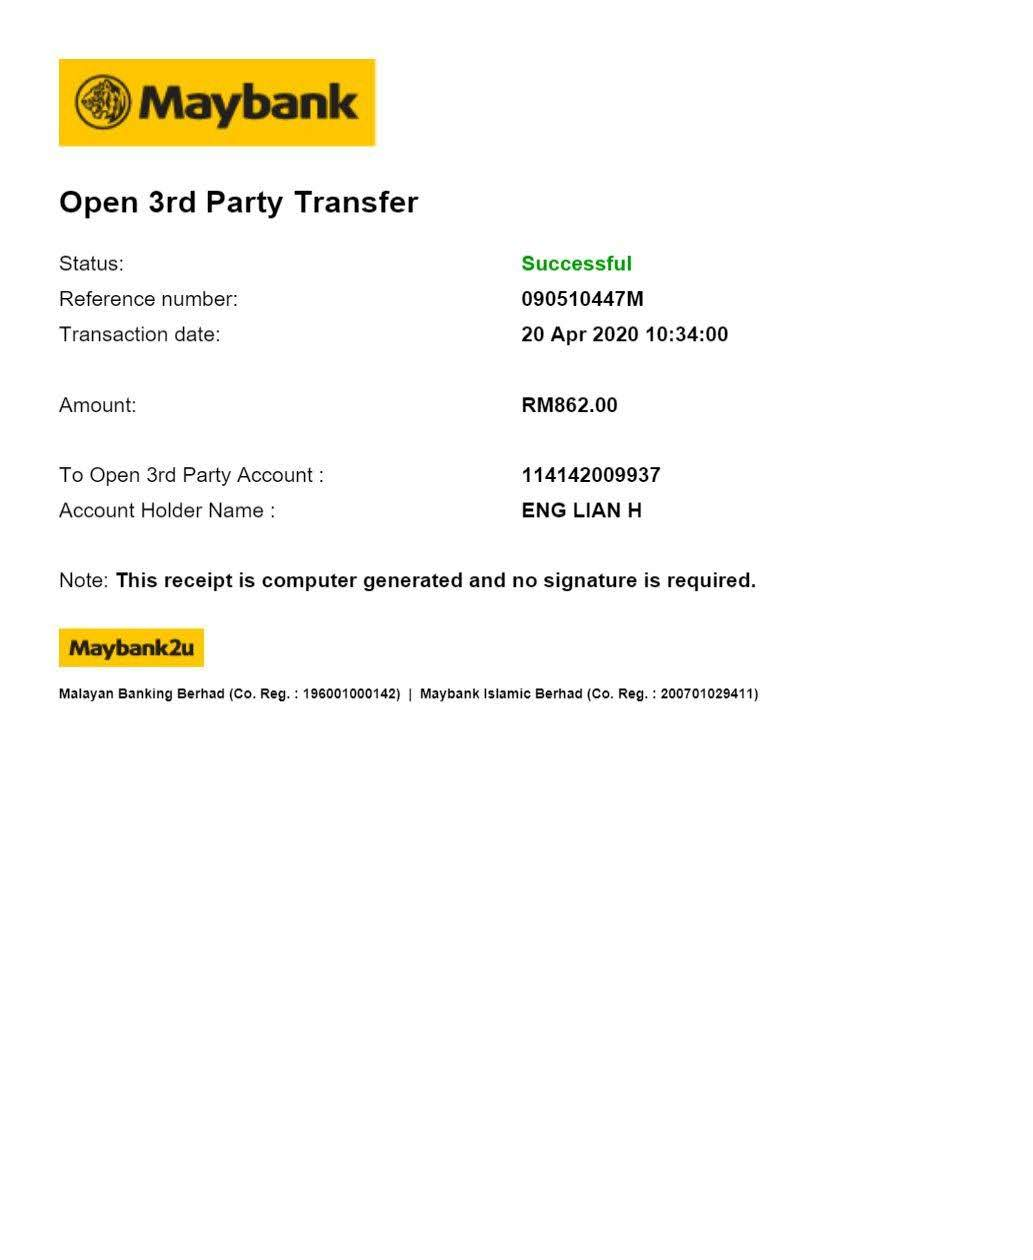 Maybank
Open 3rd Party Transfer
Status: Successful
Reference number: 090510447M
Transaction date: 20 Apr 2020 10:34:00
Amount: RM862.00
To Open 3rd Party Account : 114142009937
Account Holder Name : ENG LIAN H
Note: This receipt is computer generated and no signature is required.
Maybank2u
Malayan Banking Berhad (Co. Reg. : 196001000142) | Maybank Islamic Berhad (Co. Reg. : 200701029411)